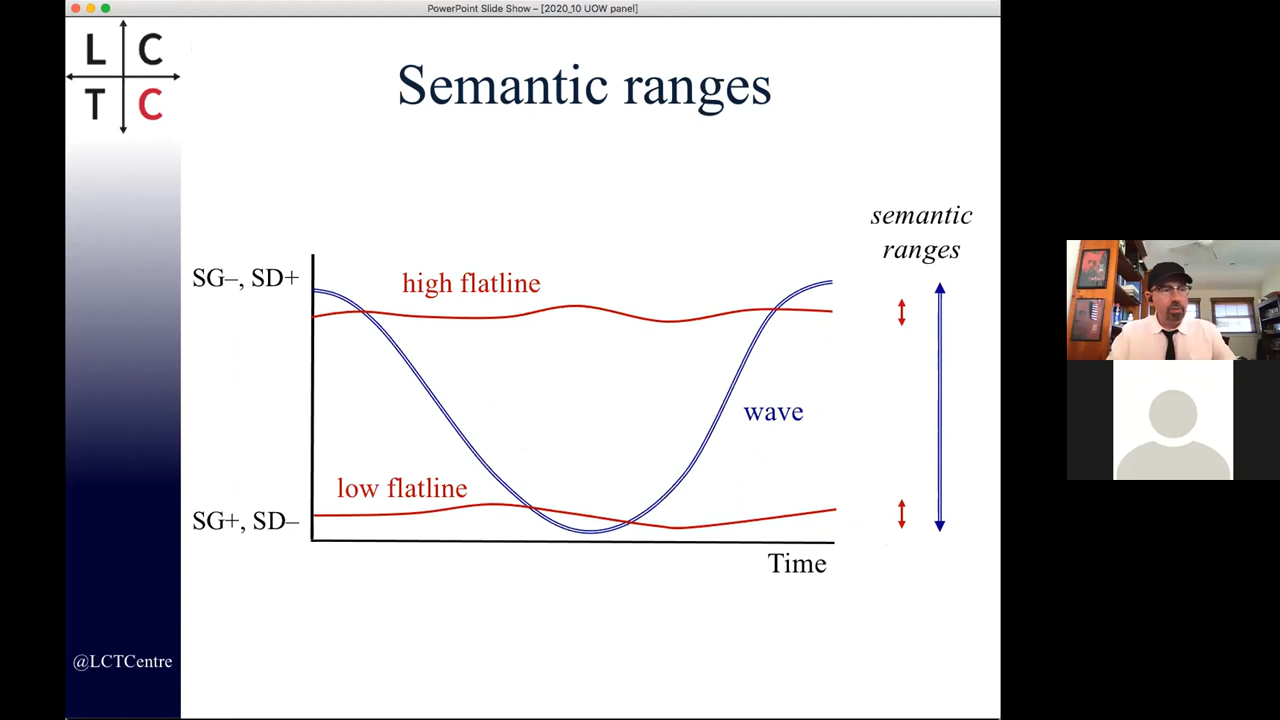 PowerPoint Slide Show – [2020_10 UOW panel]
L C
T C
Semantic ranges
semantic
ranges
SG–, SD+
high flatline
wave
low flatline
SG+, SD–
Time
@LCTCentre